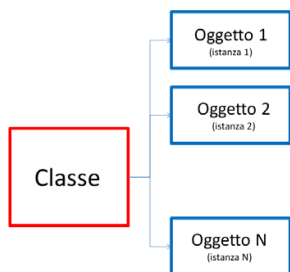 Oggetto 1
(istanza 1)
Oggetto 2
(istanza 2)
Classe
Oggetto N
(istanza N)